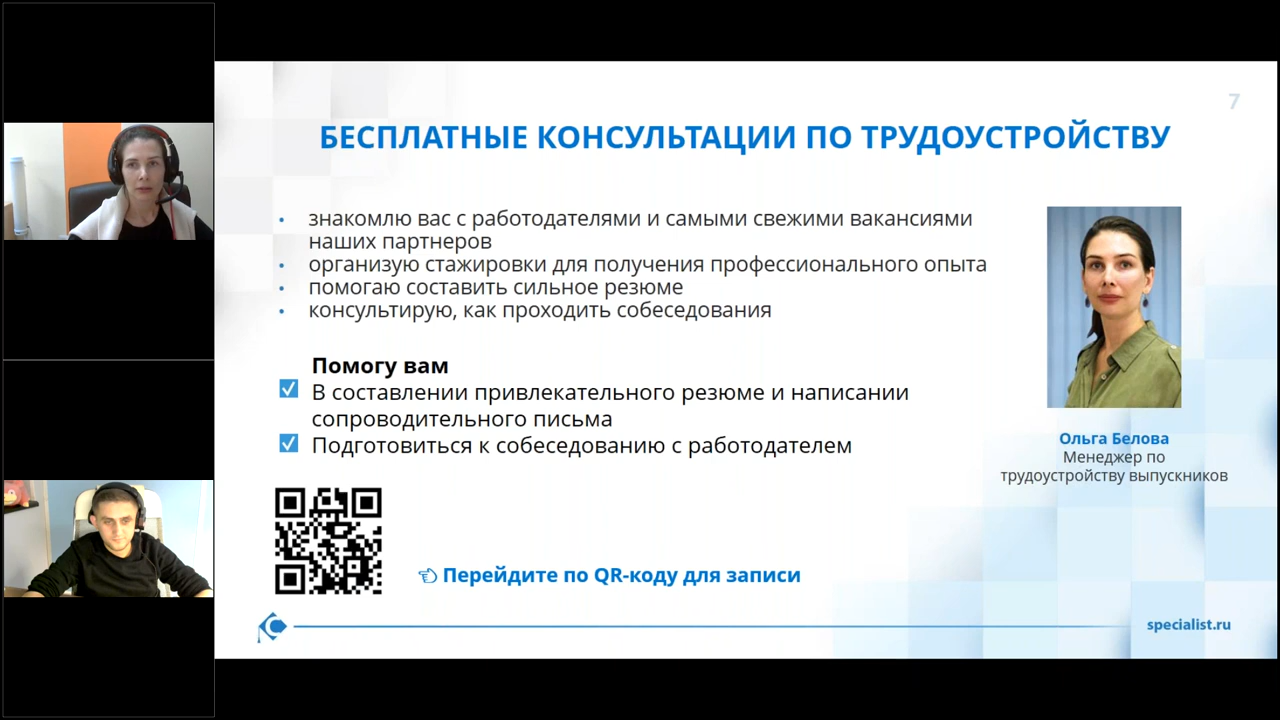 7
БЕСПЛАТНЫЕ КОНСУЛЬТАЦИИ ПО ТРУДОУСТРОЙСТВУ
• знакомлю вас с работодателями и самыми свежими вакансиями
наших партнеров
• организую стажировки для получения профессионального опыта
• помогаю составить сильное резюме
• консультирую, как проходить собеседования
Помогу вам
В составлении привлекательного резюме и написании
сопроводительного письма
Подготовиться к собеседованию с работодателем
Ольга Белова
Менеджер по
трудоустройству выпускников
Перейдите по QR-коду для записи
specialist.ru